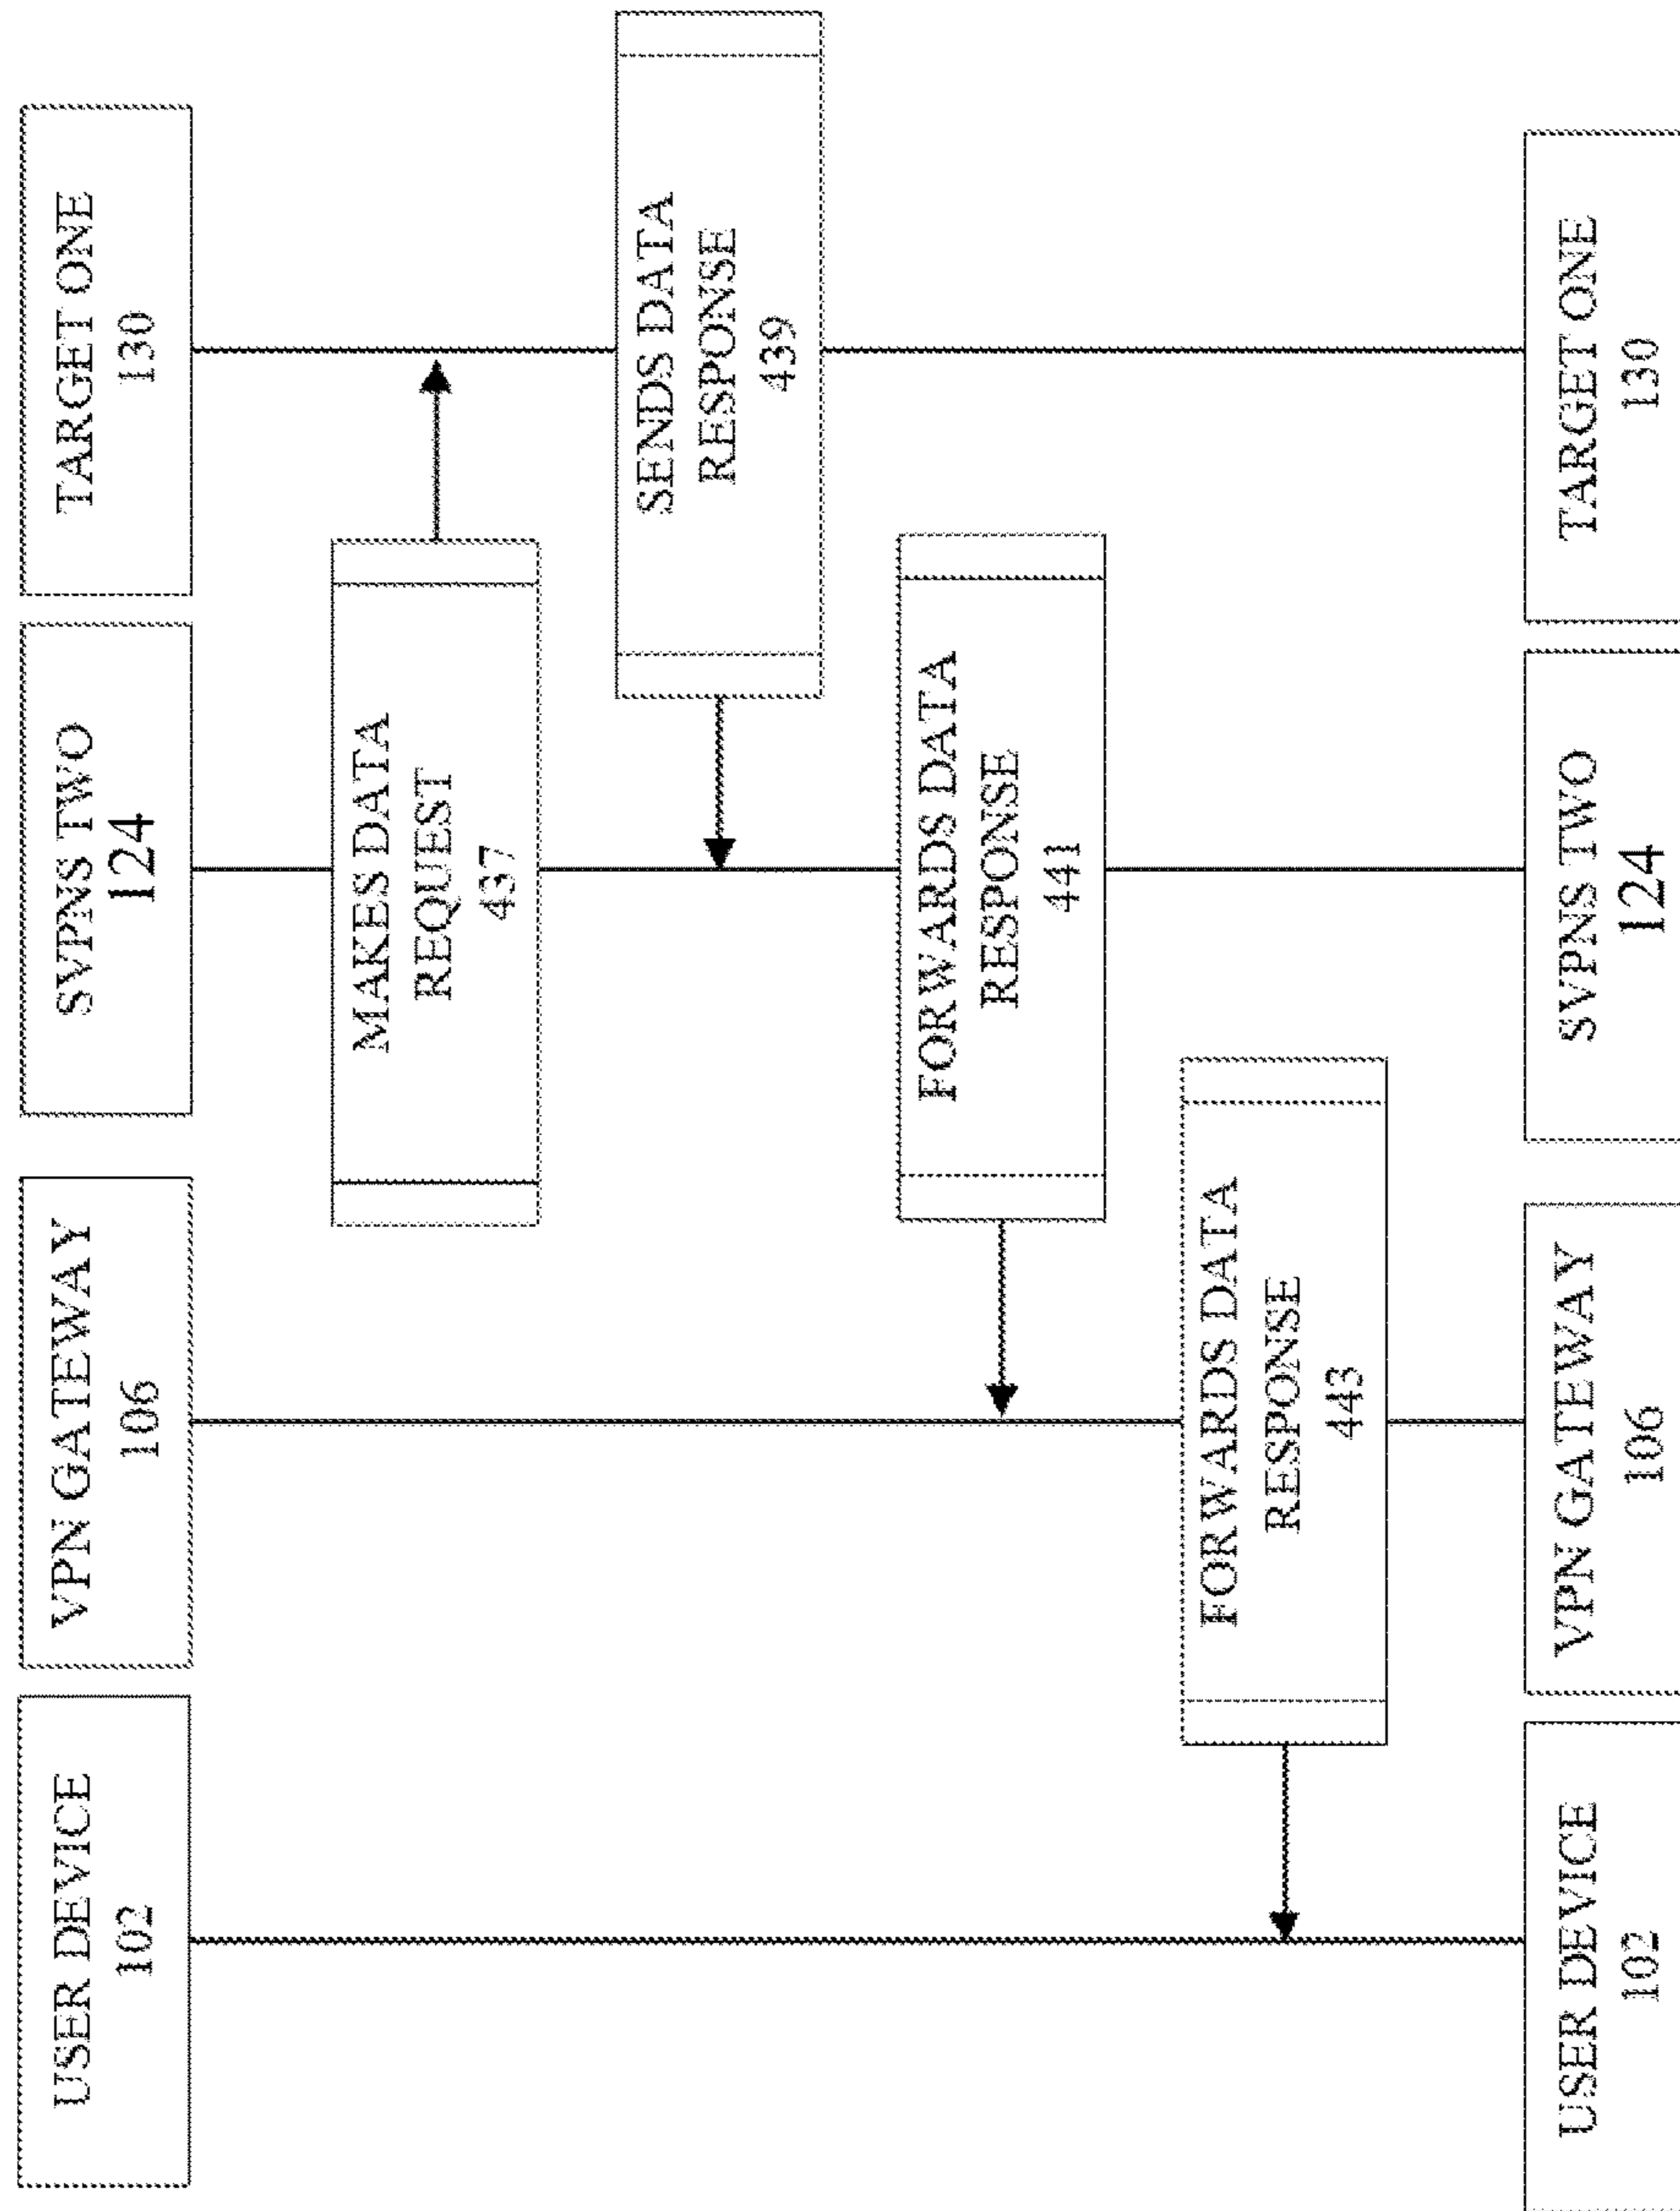 USER DEVICE
102
VPN GATEWAY
106
SVPNS TWO
124
TARGET ONE
130
MAKES DATA
REQUEST
437
SENDS DATA
RESPONSE
439
FORWARDS DATA
RESPONSE
441
FORWARDS DATA
RESPONSE
443
USER DEVICE
102
VPN GATEWAY
106
SVPNS TWO
124
TARGET ONE
130